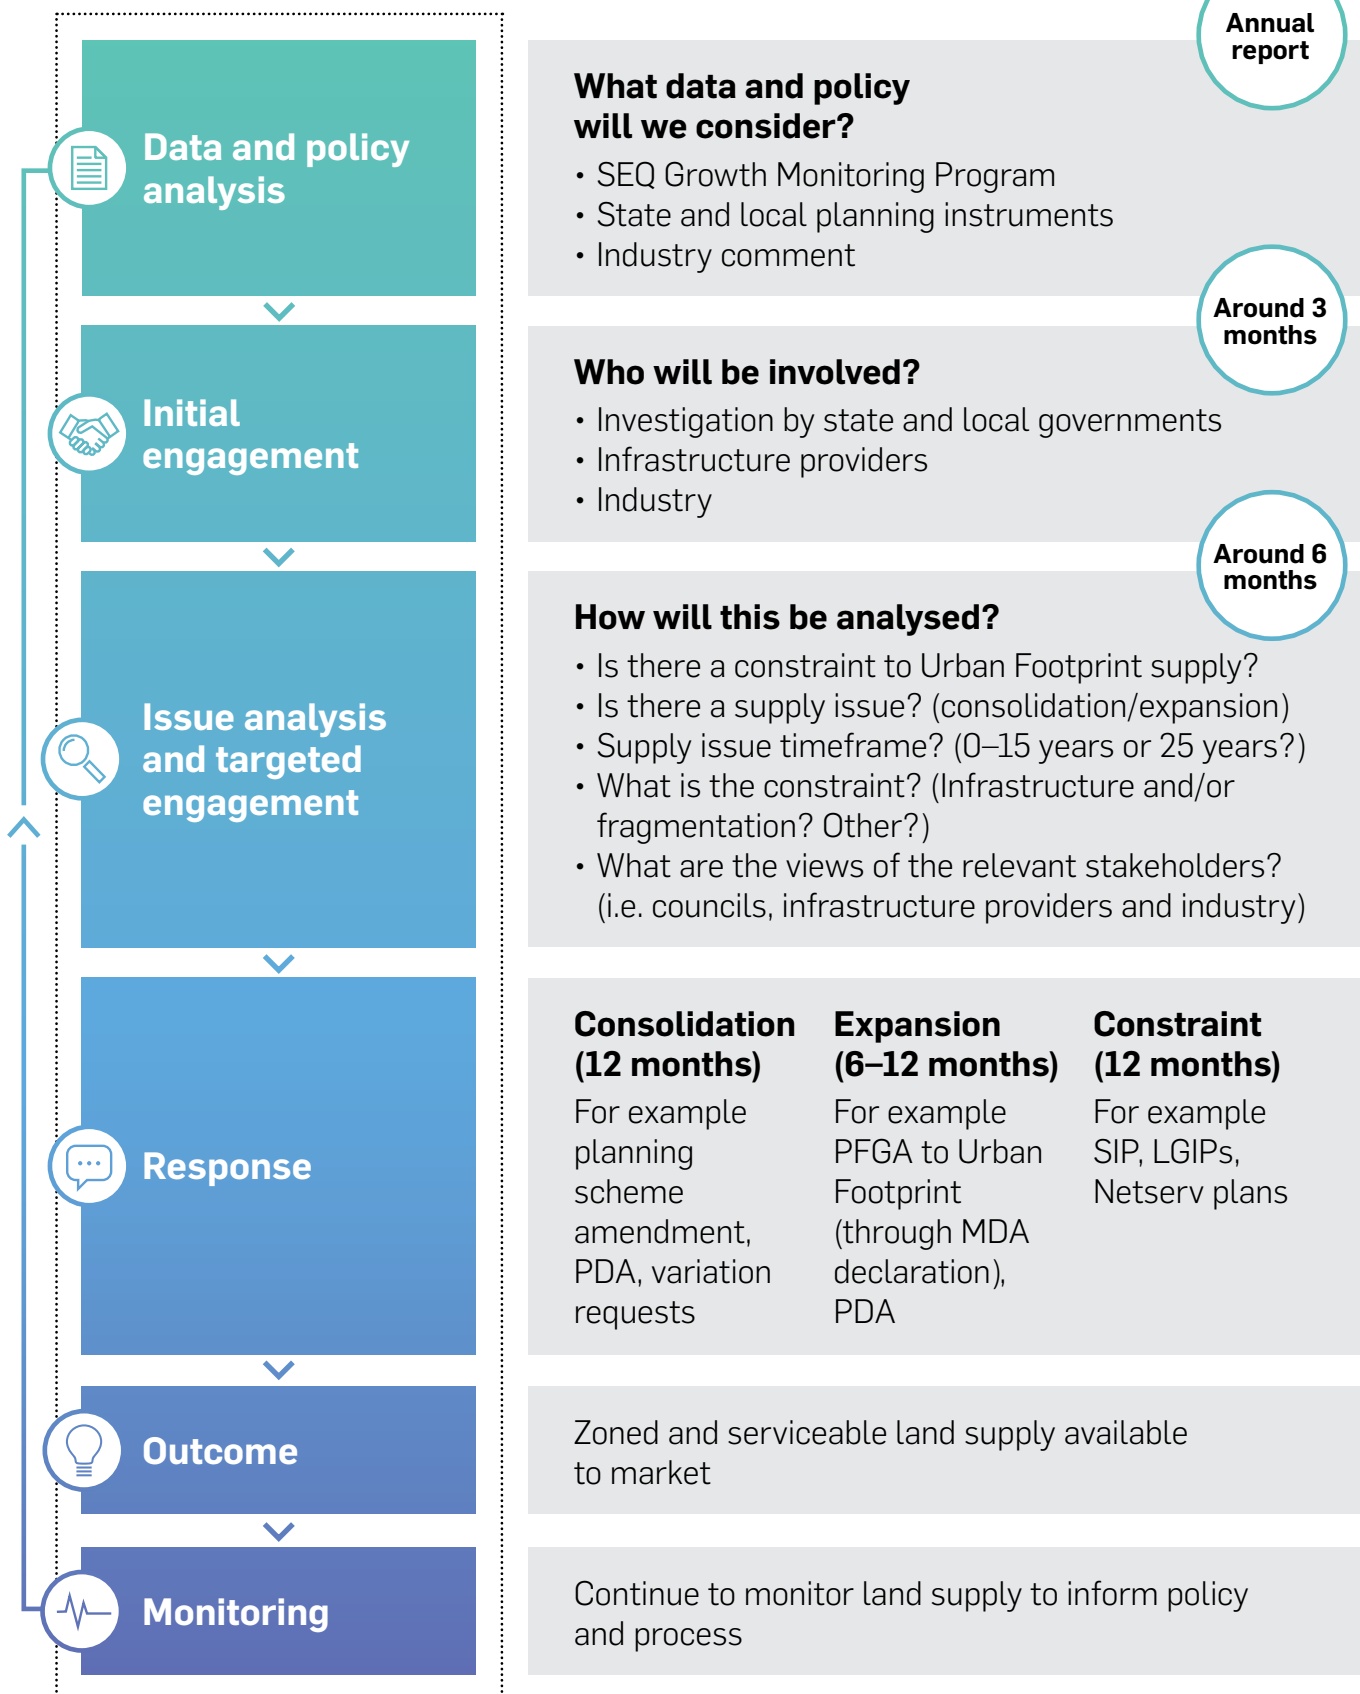 Annual
report
Data and policy
analysis
What data and policy
will we consider?
• SEQ Growth Monitoring Program
• State and local planning instruments
• Industry comment
Around 3
months
Initial
engagement
Who will be involved?
• Investigation by state and local governments
• Infrastructure providers
• Industry
Around 6
months
Issue analysis
and targeted
engagement
How will this be analysed?
• Is there a constraint to Urban Footprint supply?
• Is there a supply issue? (consolidation/expansion)
• Supply issue timeframe? (0–15 years or 25 years?)
• What is the constraint? (Infrastructure and/or
fragmentation? Other?)
• What are the views of the relevant stakeholders?
(i.e. councils, infrastructure providers and industry)
Response
Consolidation
(12 months)
For example
planning
scheme
amendment,
PDA, variation
requests
Expansion
(6–12 months)
For example
PFGA to Urban
Footprint
(through MDA
declaration),
PDA
Constraint
(12 months)
For example
SIP, LGIPs,
Netserv plans
Outcome
Zoned and serviceable land supply available
to market
Monitoring
Continue to monitor land supply to inform policy
and process